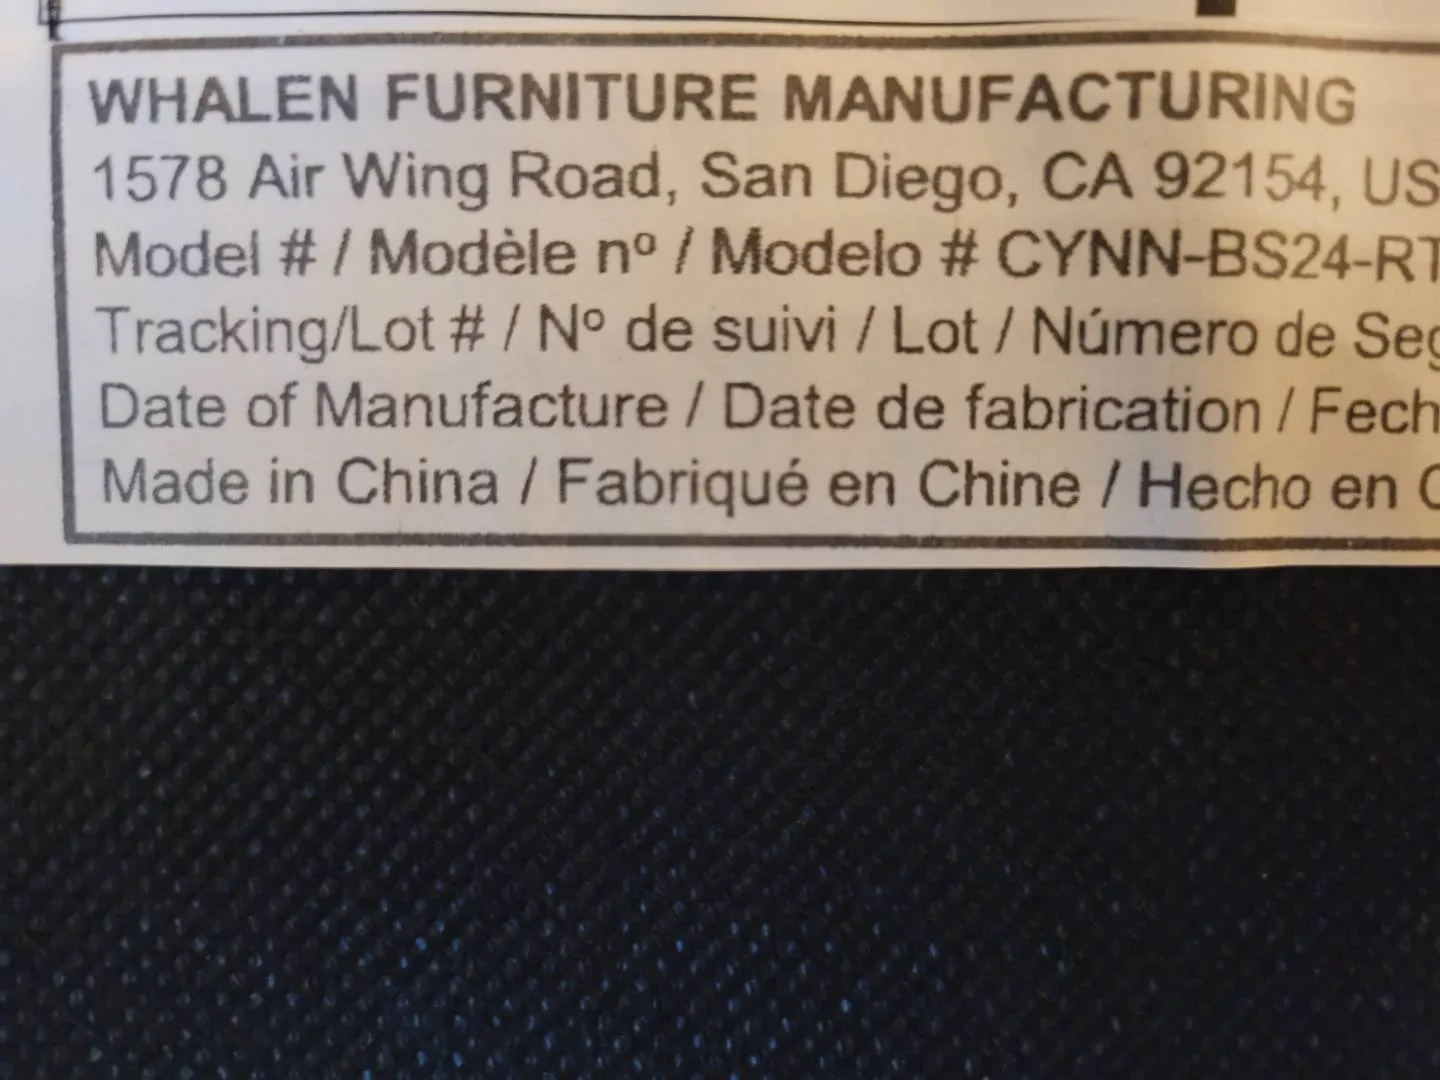 WHALEN FURNITURE MANUFACTURING
1578 Air Wing Road, San Diego, CA 92154, US
Model # / Modèle nº / Modelo # CYNN-BS24-RT
Tracking/Lot # / Nº de suivi / Lot / Número de Seg
Date of Manufacture / Date de fabrication / Fech
Made in China / Fabriqué en Chine / Hecho en C